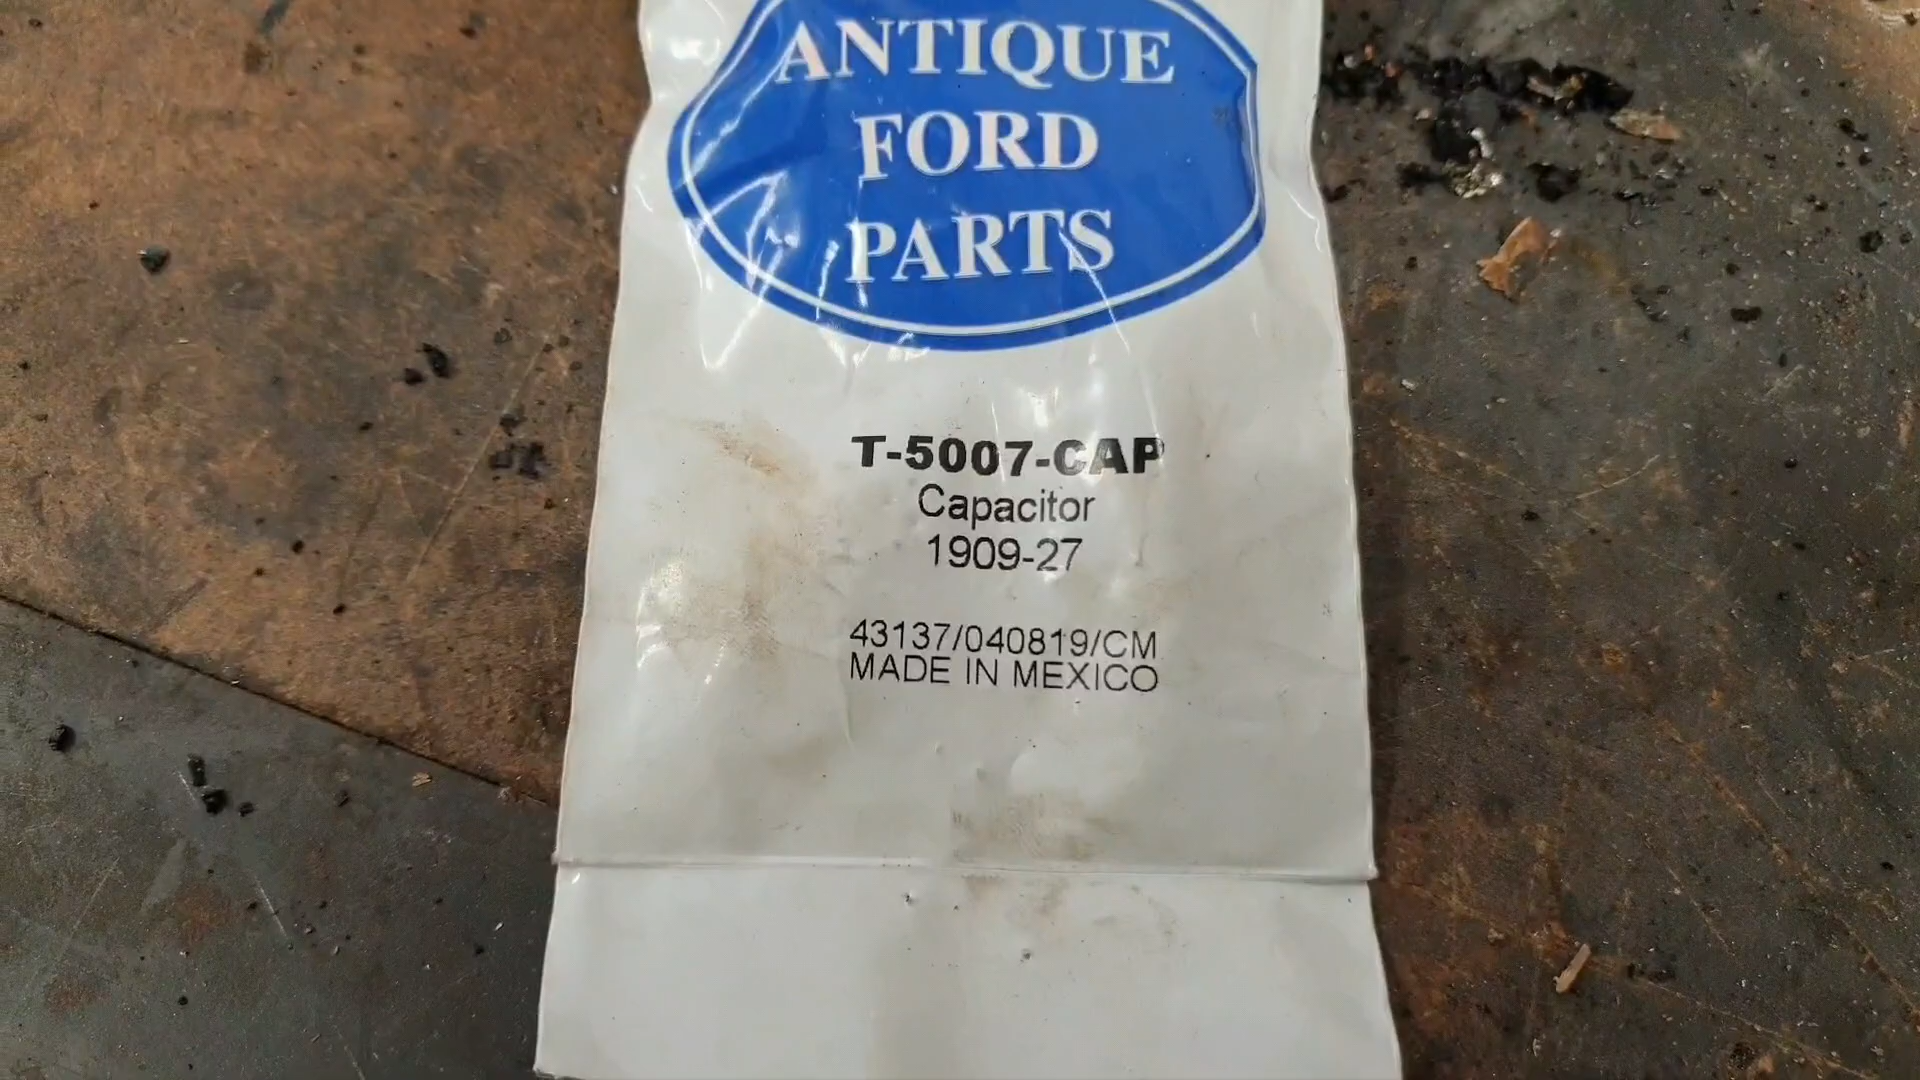 ANTIQUE
FORD
PARTS
T-5007-CAP
Capacitor
1909-27
43137/040819/CM
MADE IN MEXICO